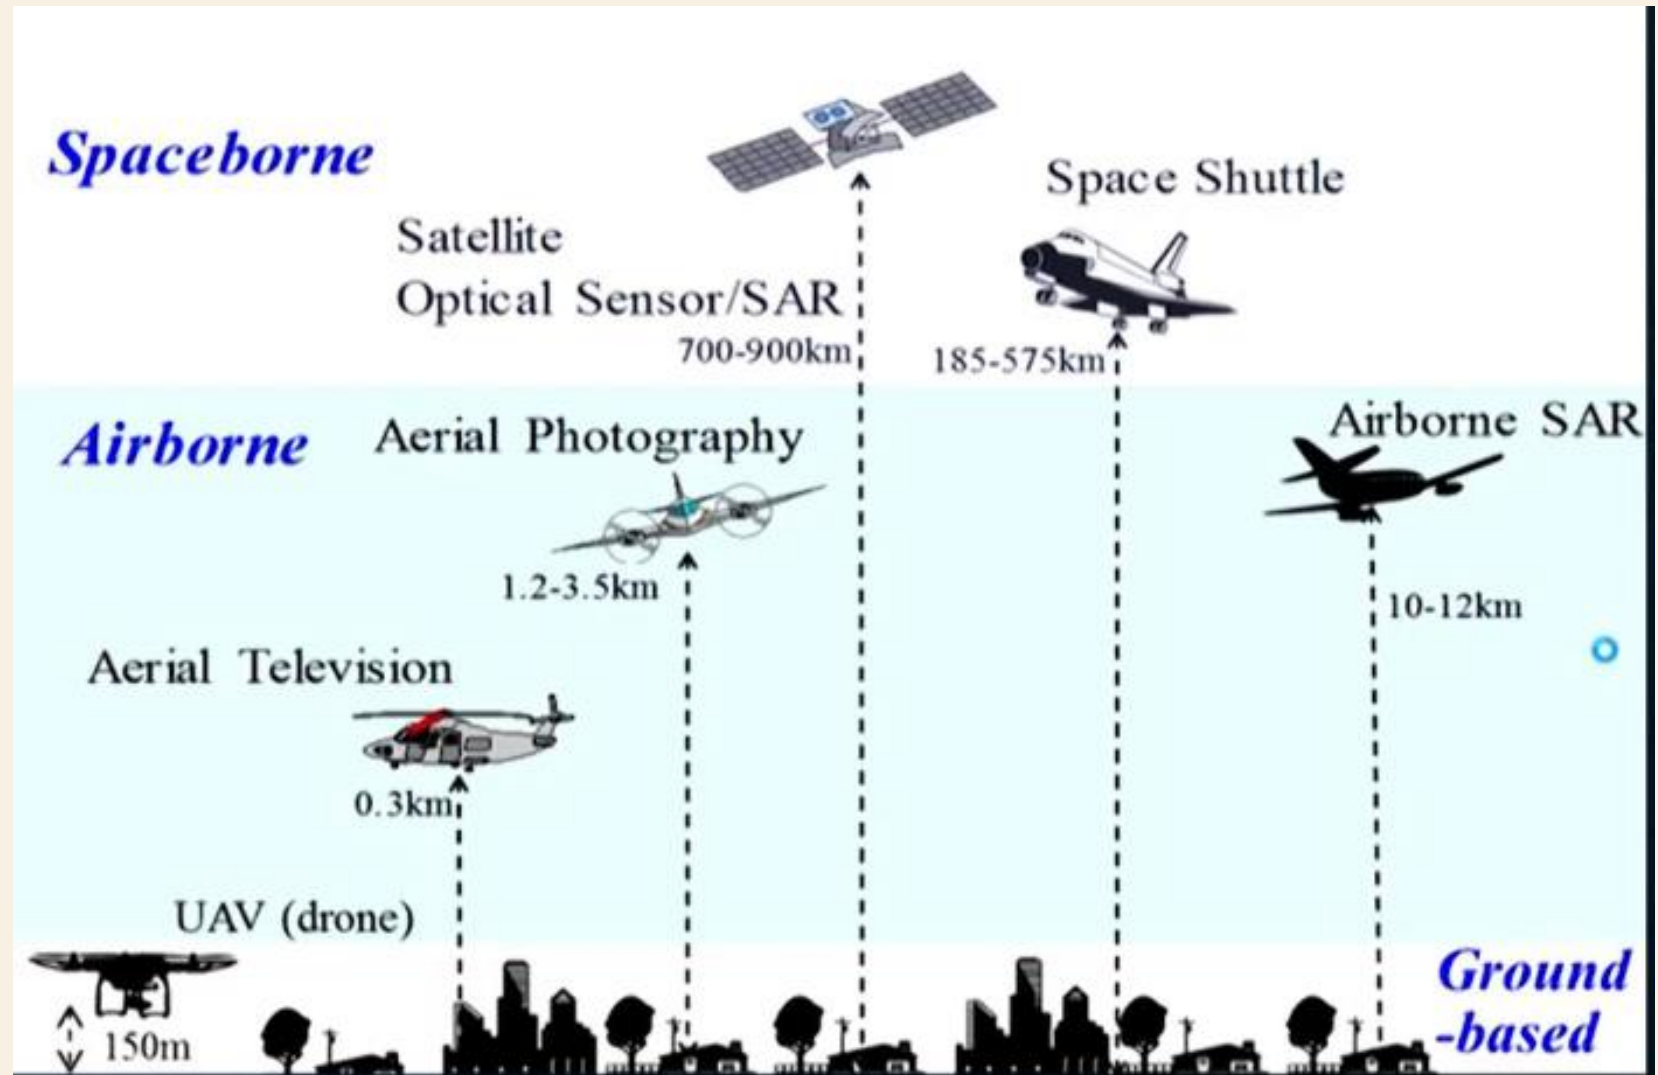 Spaceborne
Space Shuttle
Satellite
Optical Sensor/SAR
700-900km
185-575km
Airborne
Aerial Photography
Airborne SAR
1.2-3.5km
10-12km
Aerial Television
0.3km
UAV (drone)
150m
Ground
-based